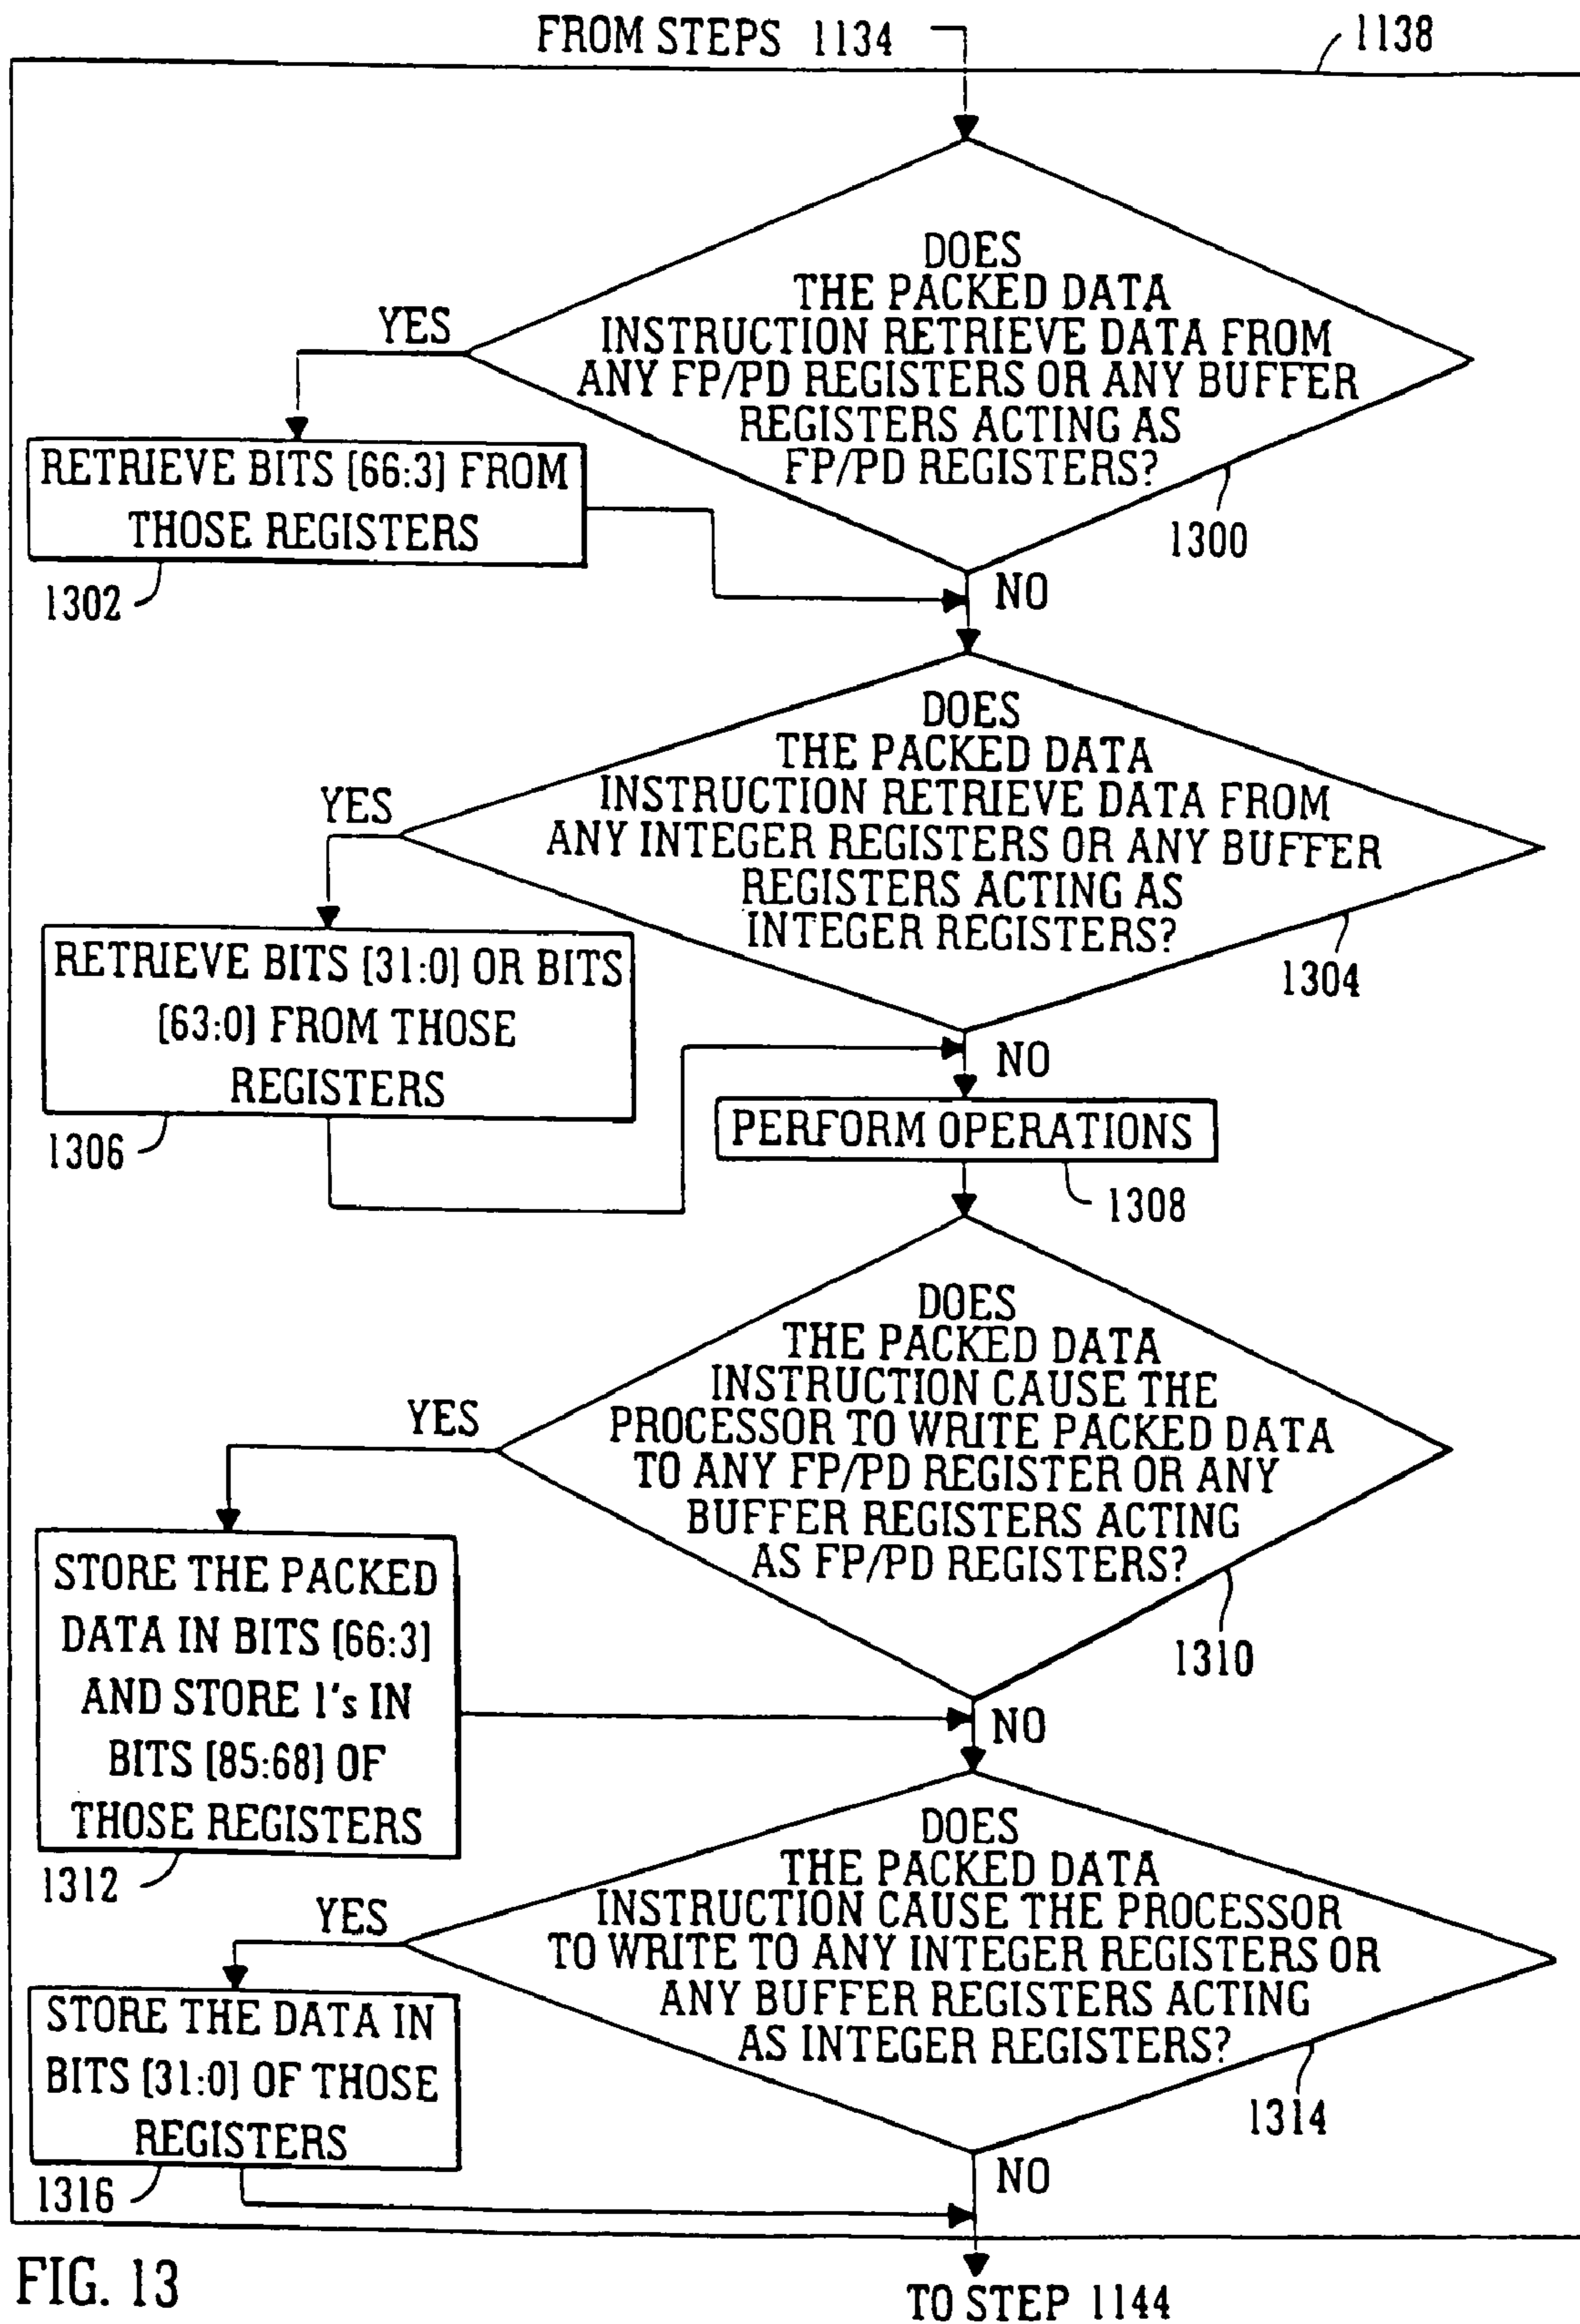 FROM STEPS 1134
1138
DOES
THE PACKED DATA
INSTRUCTION RETRIEVE DATA FROM
ANY FP/PD REGISTERS OR ANY BUFFER
REGISTERS ACTING AS
FP/PD REGISTERS?
1300
YES
RETRIEVE BITS [66:3] FROM
THOSE REGISTERS
1302
NO
DOES
THE PACKED DATA
INSTRUCTION RETRIEVE DATA FROM
ANY INTEGER REGISTERS OR ANY BUFFER
REGISTERS ACTING AS
INTEGER REGISTERS?
1304
YES
RETRIEVE BITS [31:0] OR BITS
[63:0] FROM THOSE
REGISTERS
1306
NO
PERFORM OPERATIONS
1308
DOES
THE PACKED DATA
INSTRUCTION CAUSE THE
PROCESSOR TO WRITE PACKED DATA
TO ANY FP/PD REGISTER OR ANY
BUFFER REGISTERS ACTING
AS FP/PD REGISTERS?
1310
YES
STORE THE PACKED
DATA IN BITS [66:3]
AND STORE 1's IN
BITS [85:68] OF
THOSE REGISTERS
1312
NO
DOES
THE PACKED DATA
INSTRUCTION CAUSE THE PROCESSOR
TO WRITE TO ANY INTEGER REGISTERS OR
ANY BUFFER REGISTERS ACTING
AS INTEGER REGISTERS?
1314
YES
STORE THE DATA IN
BITS [31:0] OF THOSE
REGISTERS
1316
NO
FIG. 13
TO STEP 1144